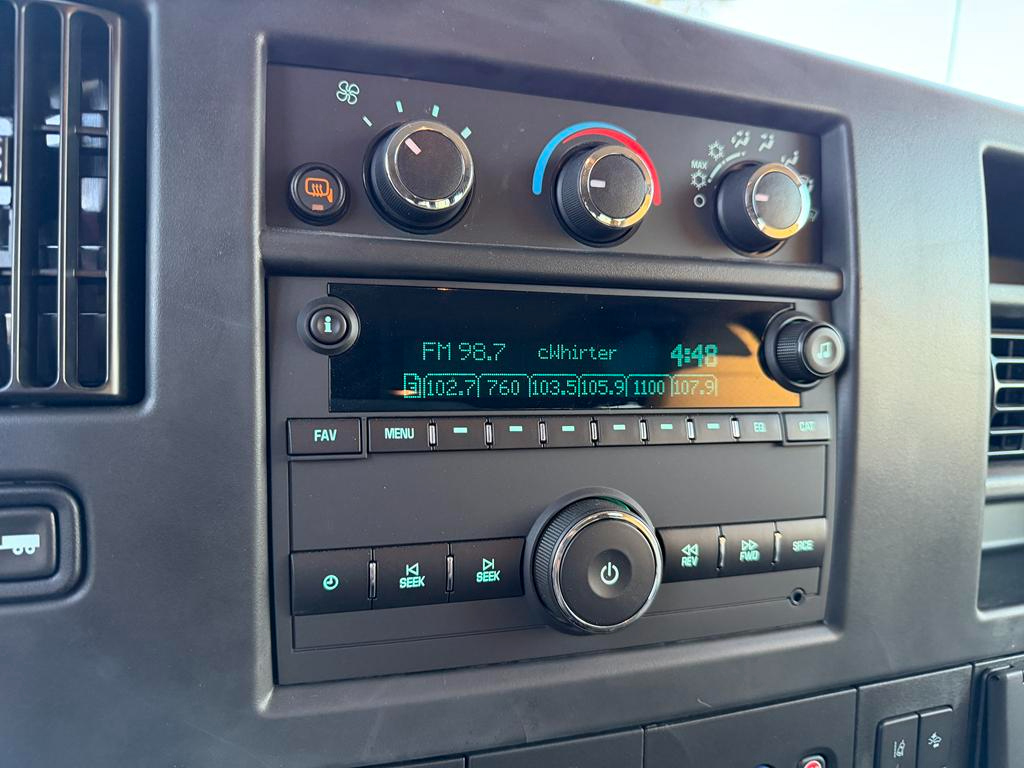 MAX
i
FM 98.7 cWhirter 4:48
3 102.7 760 103.5 105.9 1100 107.9
FAV MENU EQ CAT
SEEK SEEK REV FWD SRCE